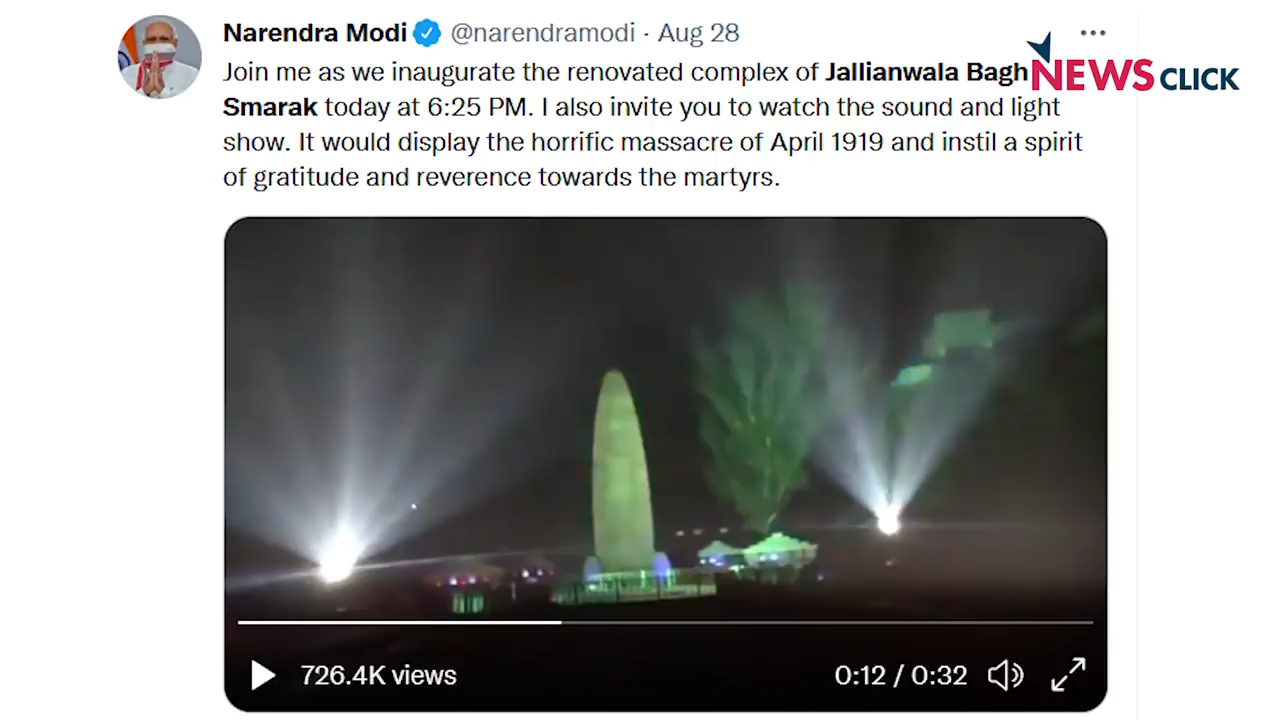 Narendra Modi @narendramodi · Aug 28
NEWSCLICK
Join me as we inaugurate the renovated complex of Jallianwala Bagh
Smarak today at 6:25 PM. I also invite you to watch the sound and light
show. It would display the horrific massacre of April 1919 and instil a spirit
of gratitude and reverence towards the martyrs.
726.4K views
0:12 / 0:32